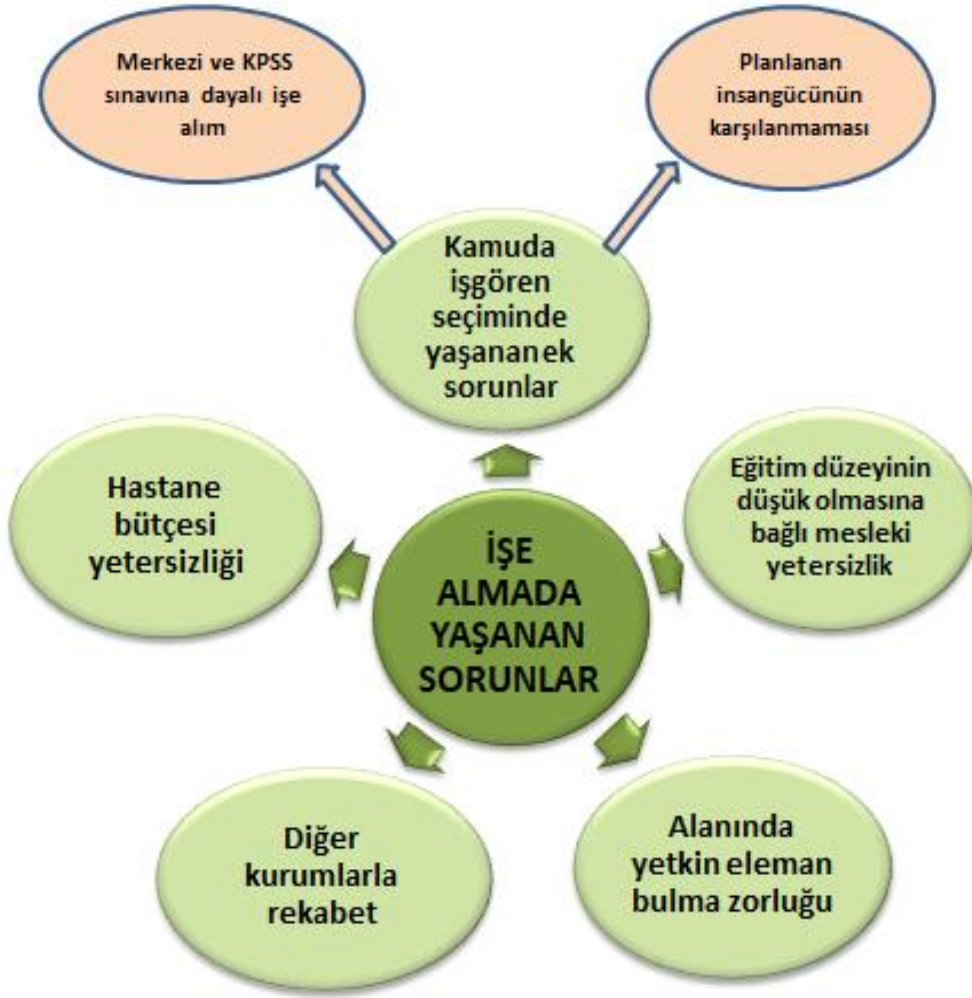 Merkezi ve KPSS
sınavına dayalı işe
alım
Planlanan
insangücünün
karşılanmaması
Kamuda
işgören
seçiminde
yaşanan ek
sorunlar
Hastane
bütçesi
yetersizliği
Eğitim düzeyinin
düşük olmasına
bağlı mesleki
yetersizlik
İŞE
ALMADA
YAŞANAN
SORUNLAR
Diğer
kurumlarla
rekabet
Alanında
yetkin eleman
bulma zorluğu